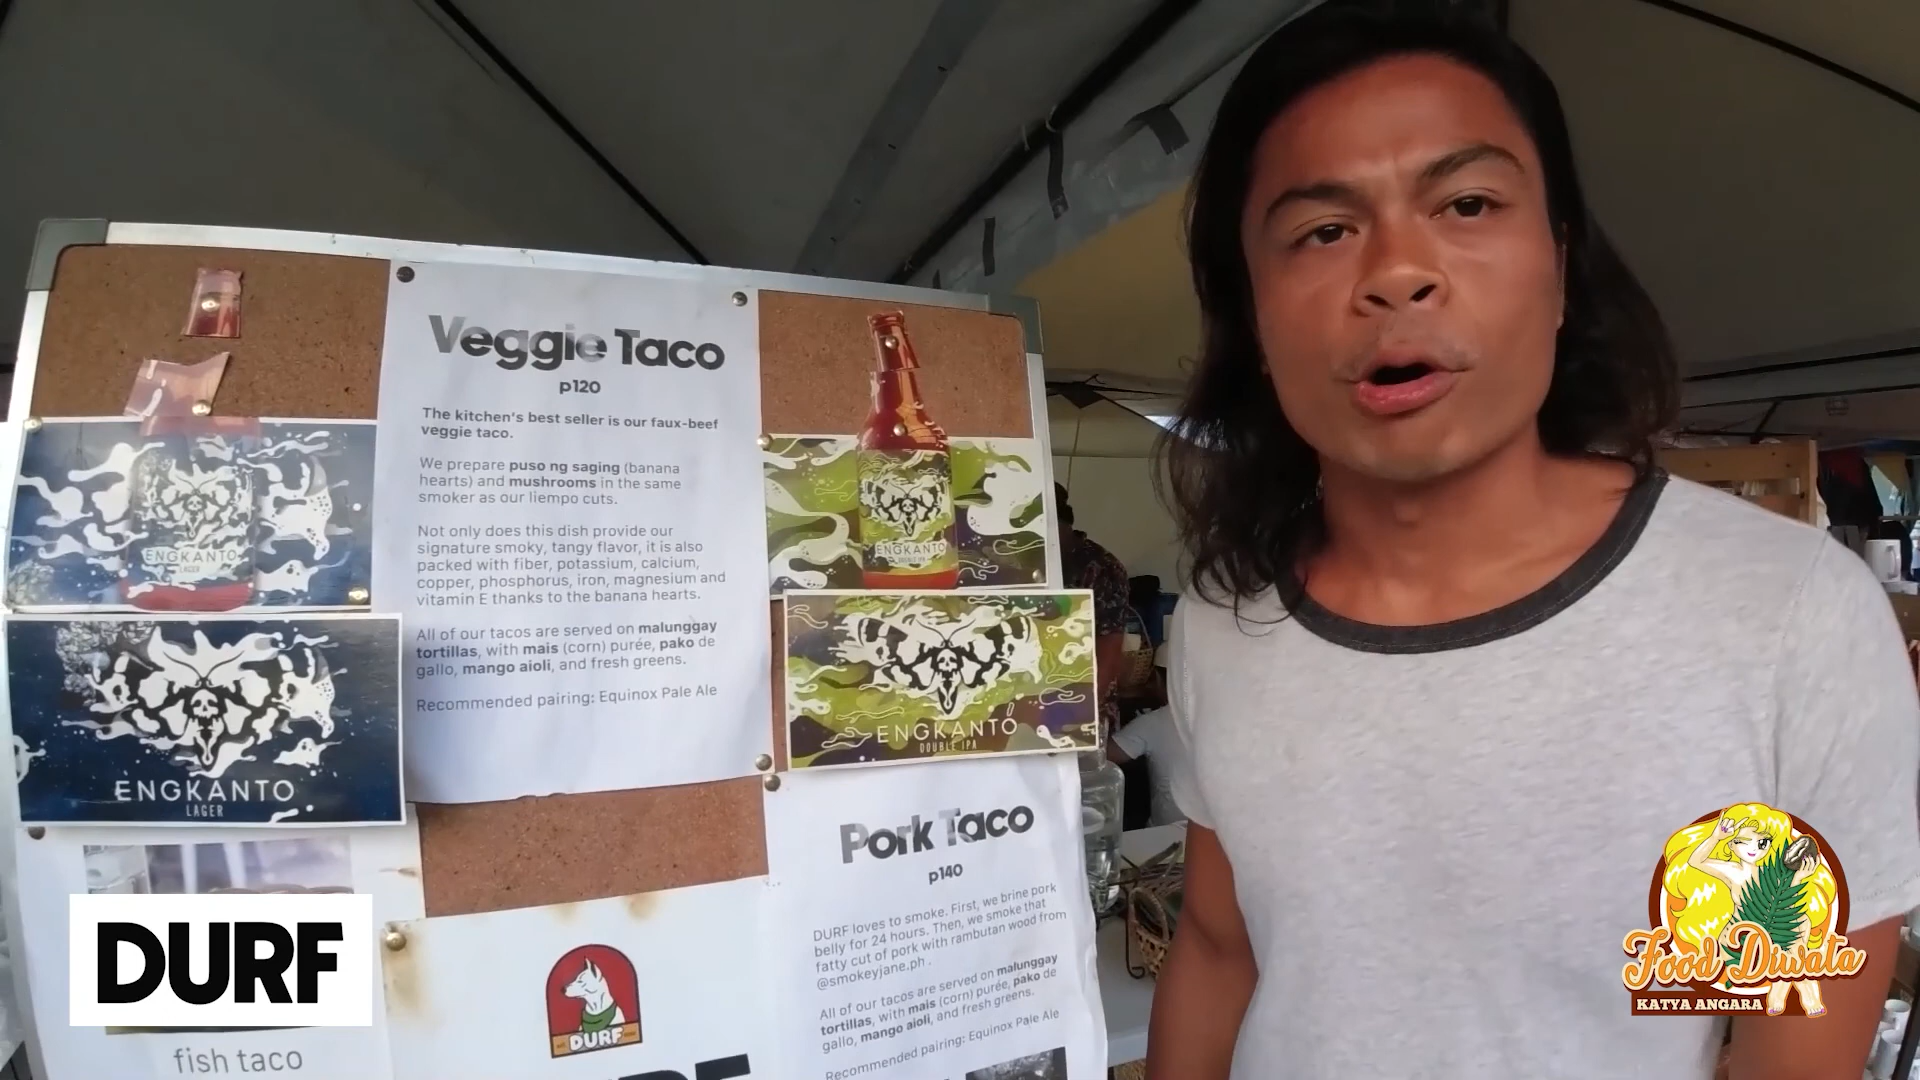 Veggie Taco
p120
The kitchen's best seller is our faux-beef
veggie taco.
We prepare puso ng saging (banana
hearts) and mushrooms in the same
smoker as our liempo cuts.
Not only does this dish provide our
signature smoky, tangy flavor, it is also
packed with fiber, potassium, calcium,
copper, phosphorus, iron, magnesium and
vitamin E thanks to the banana hearts.
All of our tacos are served on malunggay
tortillas, with mais (corn) purée, pako de
gallo, mango aioli, and fresh greens.
Recommended pairing: Equinox Pale Ale
ENGKANTO
LAGER
ENGKANTO
LAGER
ENGKANTO
DOUBLE IPA
ENGKANTO
DOUBLE IPA
Pork Taco
p140
DURF loves to smoke. First, we brine pork
belly for 24 hours. Then, we smoke that
fatty cut of pork with rambutan wood from
@smokeyjane.ph .
All of our tacos are served on malunggay
tortillas, with mais (corn) purée, pako de
gallo, mango aioli, and fresh greens.
Recommended pairing: Equinox Pale Ale
DURF
fish taco
DURF
Food Diwata
KATYA ANGARA